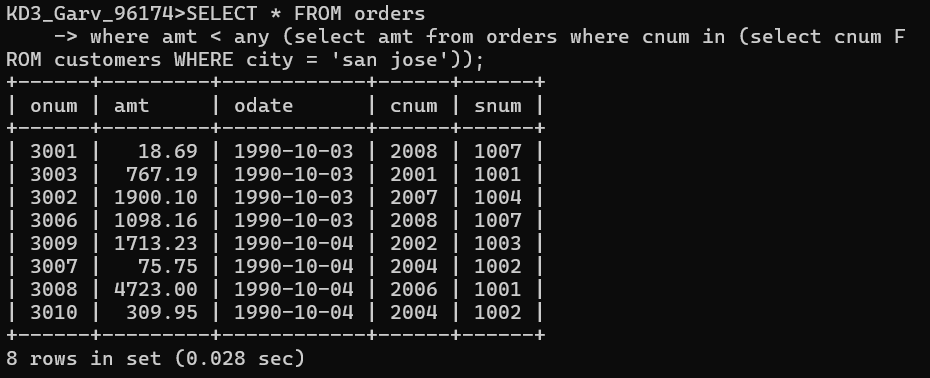 KD3_Garv_96174>SELECT * FROM orders
    -> where amt < any (select amt from orders where cnum in (select cnum F
ROM customers WHERE city = 'san jose'));
+------+---------+------------+------+------+
| onum | amt     | odate      | cnum | snum |
+------+---------+------------+------+------+
| 3001 |   18.69 | 1990-10-03 | 2008 | 1007 |
| 3003 |  767.19 | 1990-10-03 | 2001 | 1001 |
| 3002 | 1900.10 | 1990-10-03 | 2007 | 1004 |
| 3006 | 1098.16 | 1990-10-03 | 2008 | 1007 |
| 3009 | 1713.23 | 1990-10-04 | 2002 | 1003 |
| 3007 |   75.75 | 1990-10-04 | 2004 | 1002 |
| 3008 | 4723.00 | 1990-10-04 | 2006 | 1001 |
| 3010 |  309.95 | 1990-10-04 | 2004 | 1002 |
+------+---------+------------+------+------+
8 rows in set (0.028 sec)